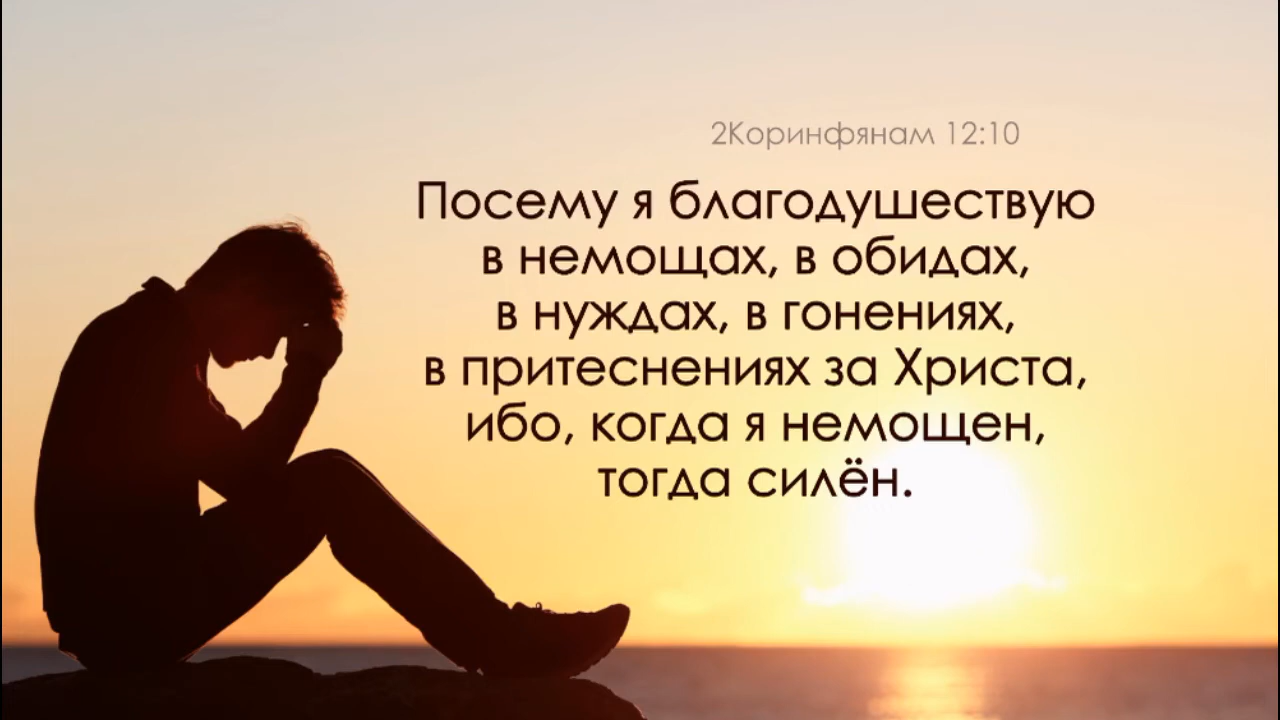 2Коринфянам 12:10
Посему я благодушествую
в немощах, в обидах,
в нуждах, в гонениях,
в притеснениях за Христа,
ибо, когда я немощен,
тогда силён.